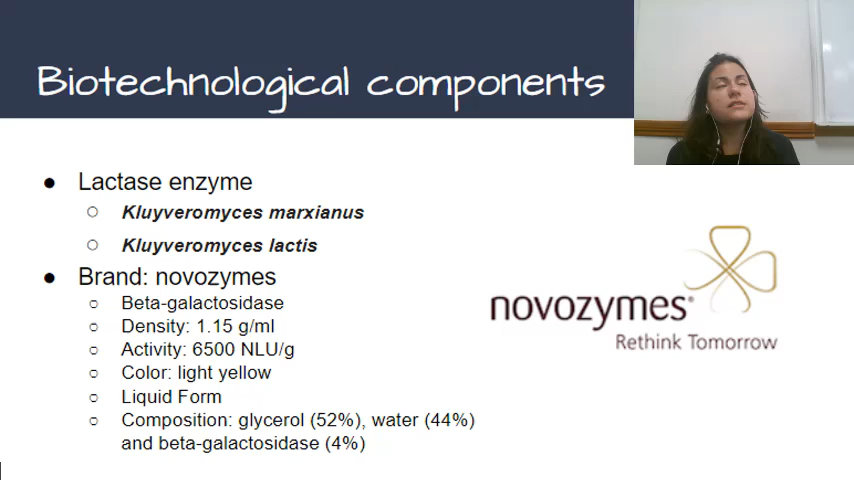 Biotechnological components
● Lactase enzyme
○ Kluyveromyces marxianus
○ Kluyveromyces lactis
● Brand: novozymes
○ Beta-galactosidase
○ Density: 1.15 g/ml
○ Activity: 6500 NLU/g
○ Color: light yellow
○ Liquid Form
○ Composition: glycerol (52%), water (44%)
and beta-galactosidase (4%)
novozymes®
Rethink Tomorrow